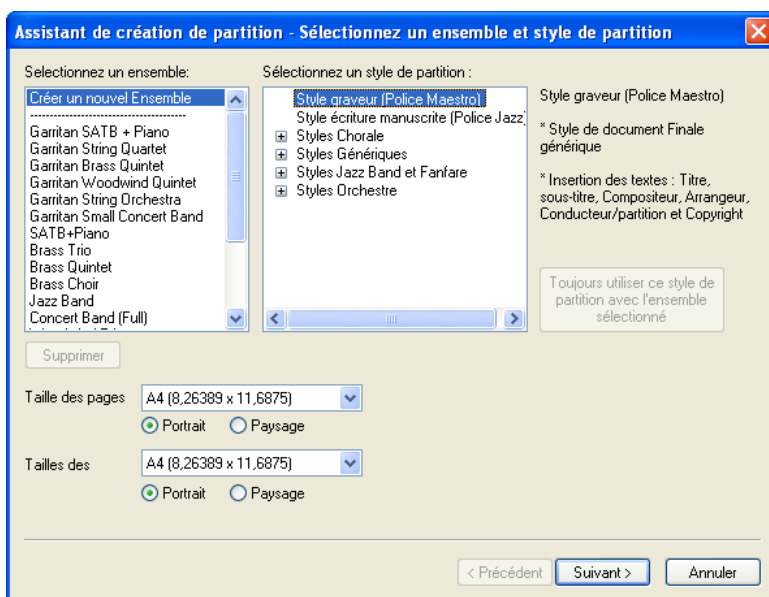 Assistant de création de partition - Sélectionnez un ensemble et style de partition
Selectionnez un ensemble:
Créer un nouvel Ensemble
----------------------------------------
Garritan SATB + Piano
Garritan String Quartet
Garritan Brass Quintet
Garritan Woodwind Quintet
Garritan String Orchestra
Garritan Small Concert Band
SATB+Piano
Brass Trio
Brass Quintet
Brass Choir
Jazz Band
Concert Band (Full)
Supprimer
Sélectionnez un style de partition :
Style graveur (Police Maestro)
Style écriture manuscrite (Police Jazz)
Styles Chorale
Styles Génériques
Styles Jazz Band et Fanfare
Styles Orchestre
Style graveur (Police Maestro)
* Style de document Finale
générique
* Insertion des textes : Titre,
sous-titre, Compositeur, Arrangeur,
Conducteur/partition et Copyright
Toujours utiliser ce style de
partition avec l'ensemble
sélectionné
Taille des pages
A4 (8,26389 x 11,6875)
Portrait
Paysage
Tailles des
A4 (8,26389 x 11,6875)
Portrait
Paysage
< Précédent
Suivant >
Annuler